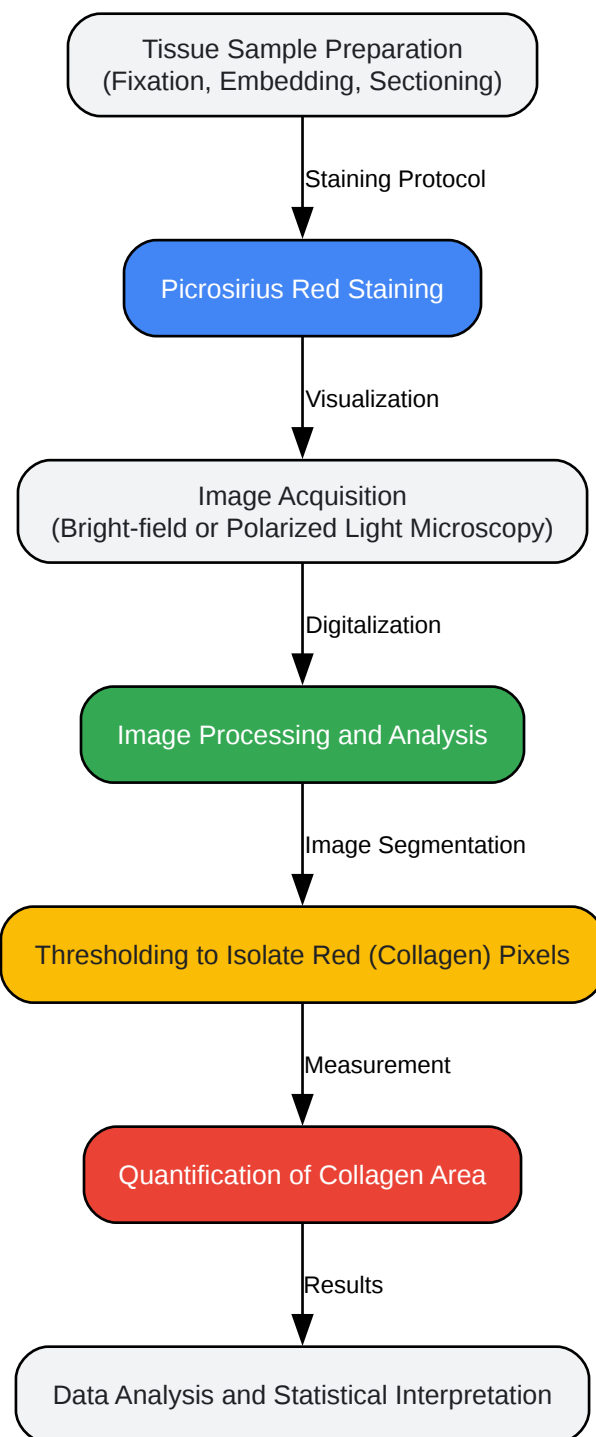 Tissue Sample Preparation
(Fixation, Embedding, Sectioning)
Staining Protocol
Picrosirius Red Staining
Visualization
Image Acquisition
(Bright-field or Polarized Light Microscopy)
Digitalization
Image Processing and Analysis
Image Segmentation
Thresholding to Isolate Red (Collagen) Pixels
Measurement
Quantification of Collagen Area
Results
Data Analysis and Statistical Interpretation